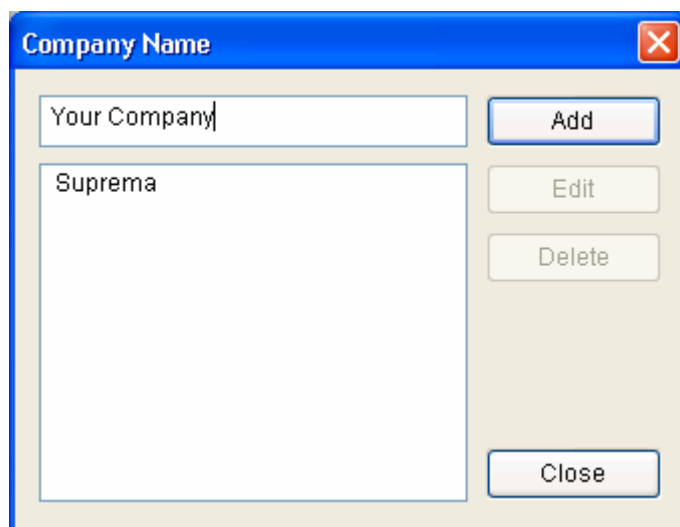 Company Name
Your Company
Add
Suprema
Edit
Delete
Close